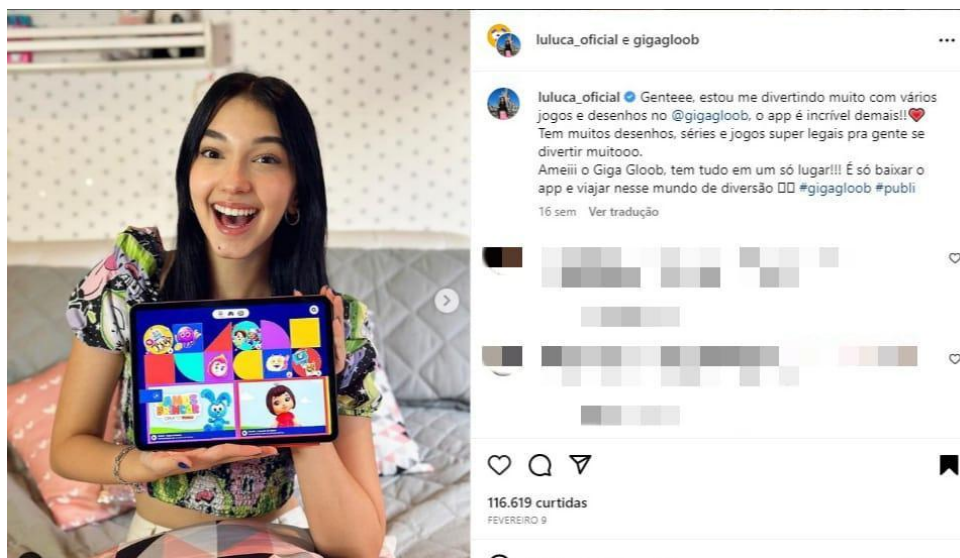 luluca_oficial e gigagloob
luluca_oficial Genteee, estou me divertindo muito com vários
jogos e desenhos no @gigagloob, o app é incrível demais!!❤
Tem muitos desenhos, séries e jogos super legais pra gente se
divertir muitooo.
Ameiii o Giga Gloob, tem tudo em um só lugar!!! É só baixar o
app e viajar nesse mundo de diversão #gigagloob #publi
16 sem Ver tradução
116.619 curtidas
FEVEREIRO 9